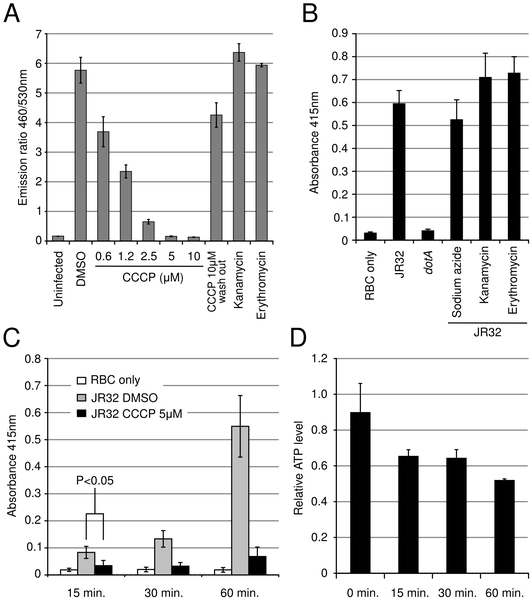 A
Emission ratio 460/530nm
7
6
5
4
3
2
1
0
Uninfected
DMSO
0.6
1.2
2.5
5
10
CCCP (µM)
CCCP 10µM
wash out
Kanamycin
Erythromycin
B
Absorbance 415nm
0.9
0.8
0.7
0.6
0.5
0.4
0.3
0.2
0.1
0
RBC only
JR32
dotA
Sodium azide
Kanamycin
Erythromycin
JR32
C
Absorbance 415nm
0.8
0.7
0.6
0.5
0.4
0.3
0.2
0.1
0
RBC only
JR32 DMSO
JR32 CCCP 5µM
P<0.05
15 min.
30 min.
60 min.
D
Relative ATP level
1.2
1.0
0.8
0.6
0.4
0.2
0
0 min.
15 min.
30 min.
60 min.